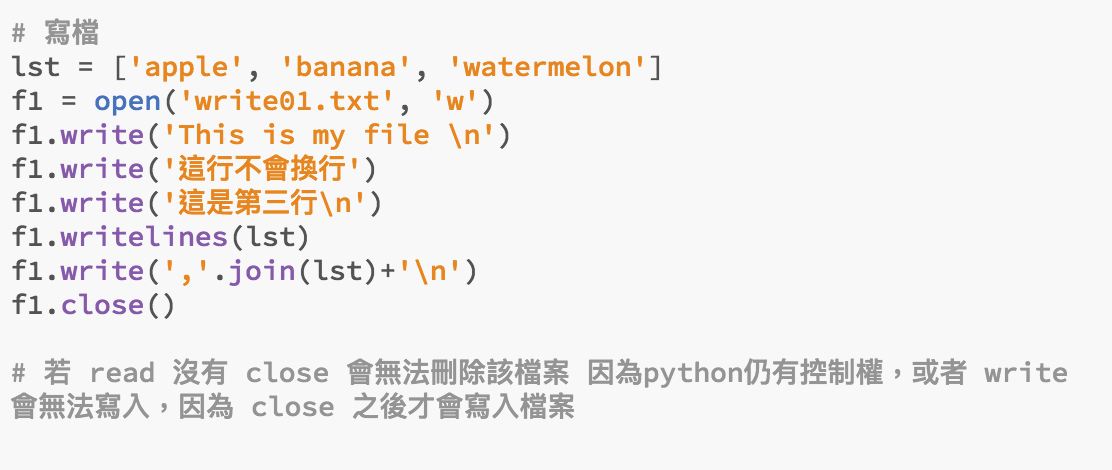 # 寫檔
lst = ['apple', 'banana', 'watermelon']
f1 = open('write01.txt', 'w')
f1.write('This is my file \n')
f1.write('這行不會換行')
f1.write('這是第三行\n')
f1.writelines(lst)
f1.write(','.join(lst)+'\n')
f1.close()

# 若 read 沒有 close 會無法刪除該檔案 因為python仍有控制權，或者 write
會無法寫入，因為 close 之後才會寫入檔案